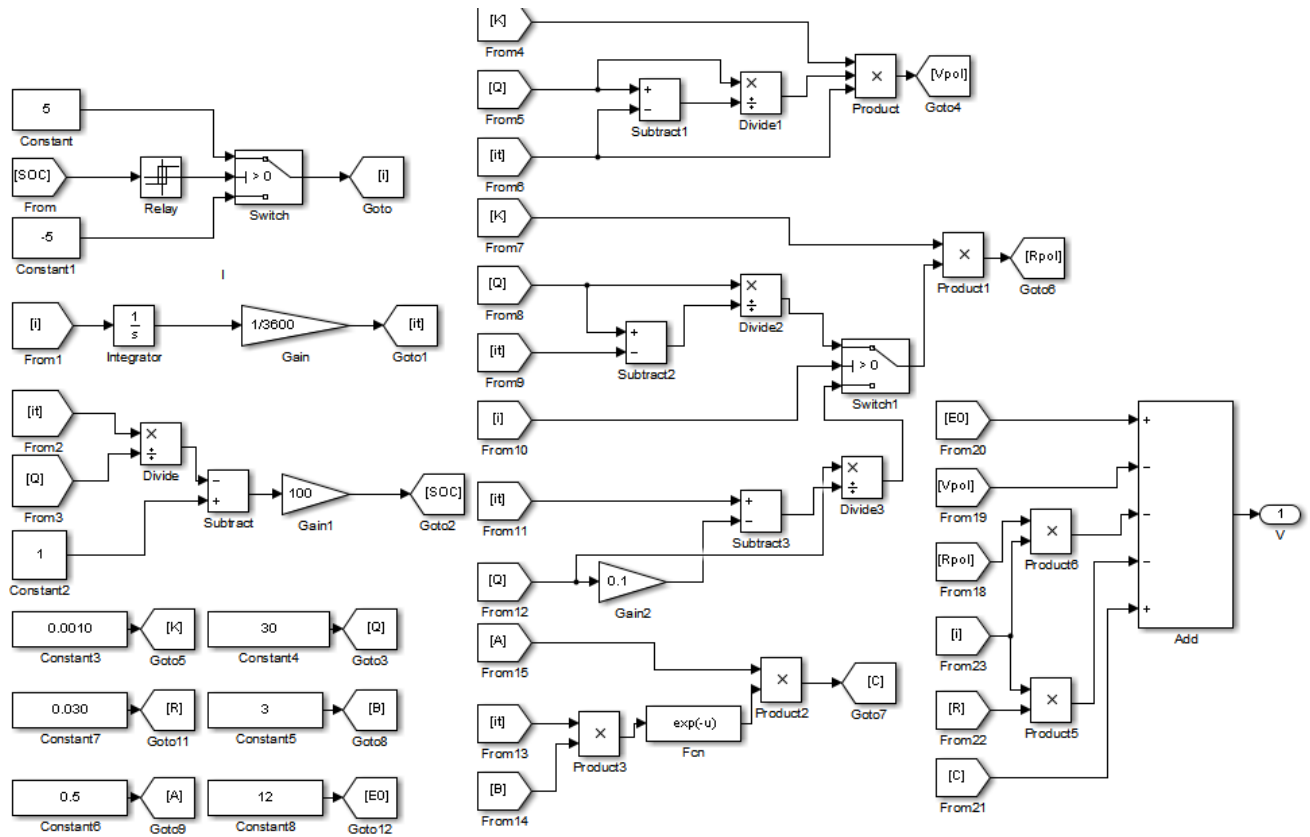 5
Constant
[SOC]
From
Relay
> 0
Switch
[i]
Goto
-5
Constant1
I
[i]
From1
1
s
Integrator
1/3600
Gain
[it]
Goto1
[it]
From2
[Q]
From3
×
÷
Divide
−
+
Subtract
1
Constant2
100
Gain1
[SOC]
Goto2
0.0010
Constant3
[K]
Goto5
30
Constant4
[Q]
Goto3
0.030
Constant7
[R]
Goto11
3
Constant5
[B]
Goto8
0.5
Constant6
[A]
Goto9
12
Constant8
[E0]
Goto12
[K]
From4
[Q]
From5
+
−
Subtract1
×
÷
Divide1
×
Product
[Vpol]
Goto4
[it]
From6
[K]
From7
×
Product1
[Rpol]
Goto6
[Q]
From8
×
÷
Divide2
+
−
Subtract2
[it]
From9
> 0
Switch1
[i]
From10
[it]
From11
+
−
Subtract3
×
÷
Divide3
[Q]
From12
0.1
Gain2
[A]
From15
×
Product2
[C]
Goto7
[it]
From13
×
Product3
exp(-u)
Fcn
[B]
From14
[E0]
From20
[Vpol]
From19
[Rpol]
From18
×
Product6
[i]
From23
[R]
From22
×
Product5
[C]
From21
+
−
−
−
+
Add
1
V